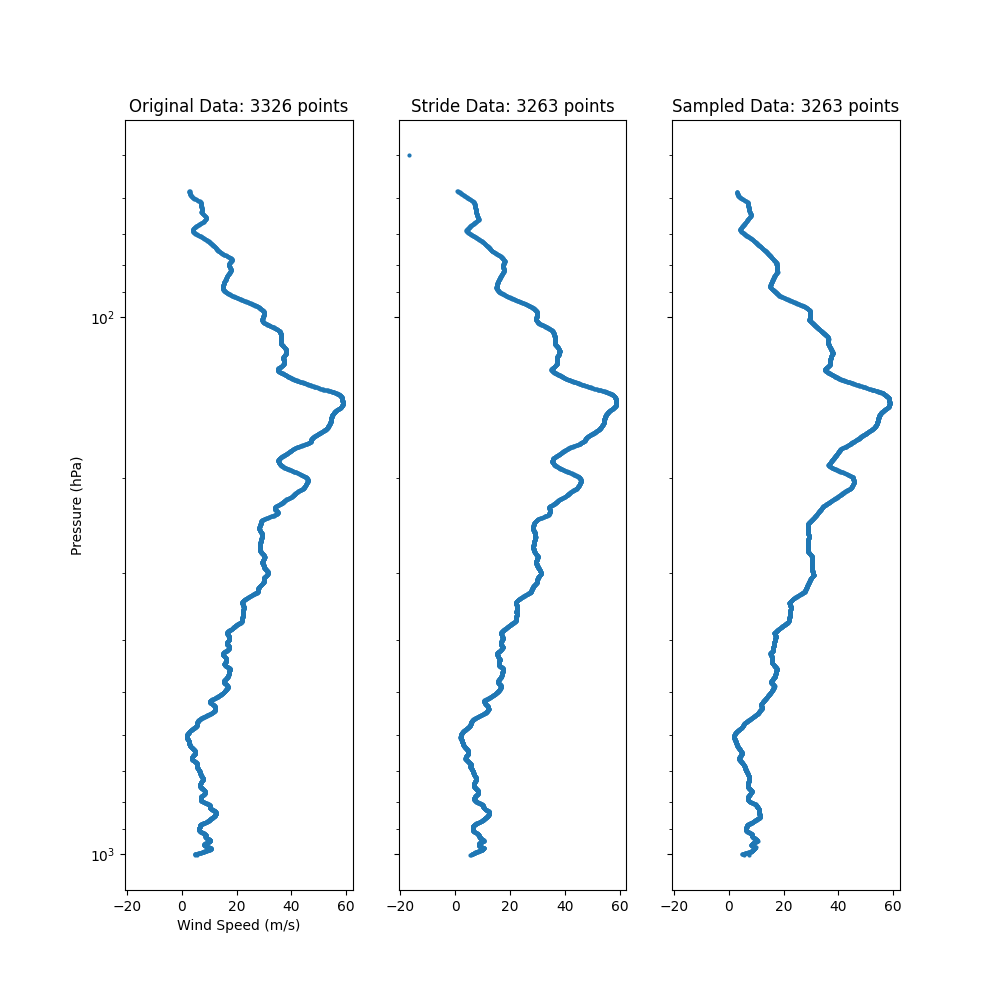 Original Data: 3326 points
Stride Data: 3263 points
Sampled Data: 3263 points
Pressure (hPa)
10²
10³
−20 0 20 40 60
−20 0 20 40 60
−20 0 20 40 60
Wind Speed (m/s)